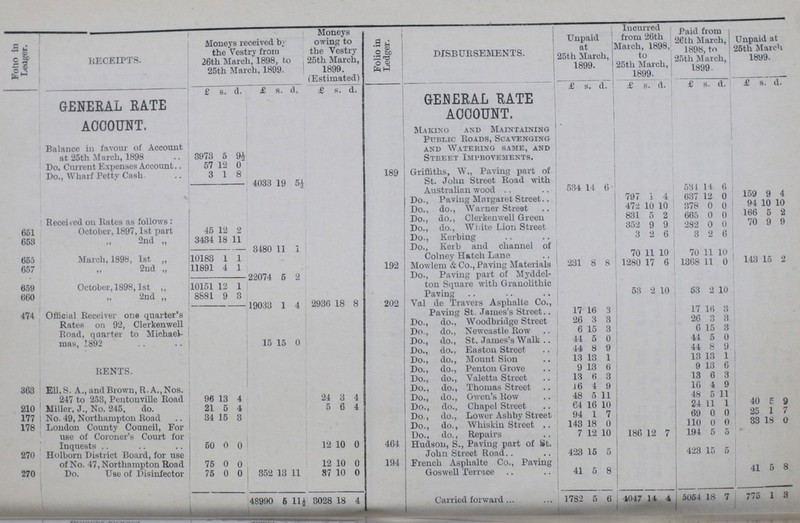 Folio in Ledger.
RECEIPTS.
Moneys received by the Vestry from 26th March, 1898, to 25th March, 1899.
Moneys owing to the Vestry 25th March, 1899. (Estimated)
£ s. d. £ s. d. £ s. d.
GENERAL RATE ACCOUNT.
Balance in favour of Account
at 25th March, 1898 .. 3973 5 9½
Do. Current Expenses Account.. 57 12 0
Do., Wharf Petty Cash .. 3 1 8
4033 19 5½
Received on Rates as follows:
651 October, 1897, 1st part 45 12 2
653 „ 2nd „ 3434 18 11
3480 11 1
655 March, 1898, 1st „ 10183 1 1
657 „ 2nd „ 11891 4 1
22074 5 2
659 October, 1898, 1st „ 10151 12 1
660 „ 2nd „ 8881 9 3
19033 1 4 2936 18 8
474 Official Receiver one quarter's
Rates on 92, Clerkenwell
Road, quarter to Michael-
mas, 1892 .. .. 15 15 0
RENTS.
363 Ell, S. A., and Brown, R. A., Nos.
247 to 253, Pentonville Road 96 13 4 24 3 4
210 Miller, J., No. 245, do. 21 5 4 5 6 4
177 No. 49, Northampton Road .. 34 15 3
178 London County Council, For
use of Coroner's Court for
Inquests .. .. .. 50 0 0 12 10 0
270 Holborn District Board, for use
of No. 47, Northampton Road 75 0 0 12 10 0
270 Do. Use of Disinfector 75 0 0 352 13 11 37 10 0
48990 5 11½ 3028 18 4
Folio in Ledger.
DISBURSEMENTS.
Unpaid at 25th March, 1899.
Incurred from 26th March, 1898, to 25th March, 1899.
Paid from 26th March, 1898, to 25th March, 1899.
Unpaid at 25th March 1899.
£ s. d. £ s. d. £ s. d. £ s. d.
GENERAL RATE ACCOUNT.
MAKING AND MAINTAINING
PUBLIC ROADS, SCAVENGING
AND WATERING SAME, AND
STREET IMPROVEMENTS.
189 Griffiths, W., Paving part of
St. John Street Road with
Australian wood .. .. 534 14 6 534 14 6
Do., Paving Margaret Street.. 797 1 4 637 12 0 159 9 4
Do., do., Warner Street .. 472 10 10 378 0 0 94 10 10
Do., do., Clerkenwell Green 831 5 2 665 0 0 166 5 2
Do., do., White Lion Street 352 9 9 282 0 0 70 9 9
Do., Kerbing .. .. 3 2 6 3 2 6
Do., Kerb and channel of
Colney Hatch Lane .. 70 11 10 70 11 10
192 Mowlem & Co., Paving Materials 231 8 8 1280 17 6 1368 11 0 143 15 2
Do., Paving part of Myddel-
ton Square with Granolithic
Paving .. .. .. 53 2 10 53 2 10
202 Val de Travers Asphalte Co.,
Paving St. James's Street.. 17 16 3 17 16 3
Do., do., Woodbridge Street 26 3 3 26 3 3
Do., do., Newcastle Row .. 6 15 3 6 15 3
Do., do., St. James's Walk .. 44 5 0 44 5 0
Do., do., Easton Street .. 44 8 9 44 8 9
Do., do., Mount Sion .. 13 13 1 13 13 1
Do., do., Penton Grove .. 9 13 6 9 13 6
Do., do., Valetta Street .. 13 6 3 13 6 3
Do., do., Thomas Street .. 16 4 9 16 4 9
Do., do., Owen's Row .. 48 5 11 48 5 11
Do., do., Chapel Street .. 64 16 10 24 11 1 40 5 9
Do., do., Lower Ashby Street 94 1 7 69 0 0 25 1 7
Do., do., Whiskin Street .. 143 18 0 110 0 0 33 18 0
Do., do., Repairs .. 7 12 10 186 12 7 194 5 5
464 Hudson, S., Paving part of St.
John Street Road.. .. 423 15 5 423 15 5
194 French Asphalte Co., Paving
Goswell Terrace .. .. 41 5 8 41 5 8
Carried forward ... ... 1782 5 6 4047 14 4 5054 18 7 775 1 3